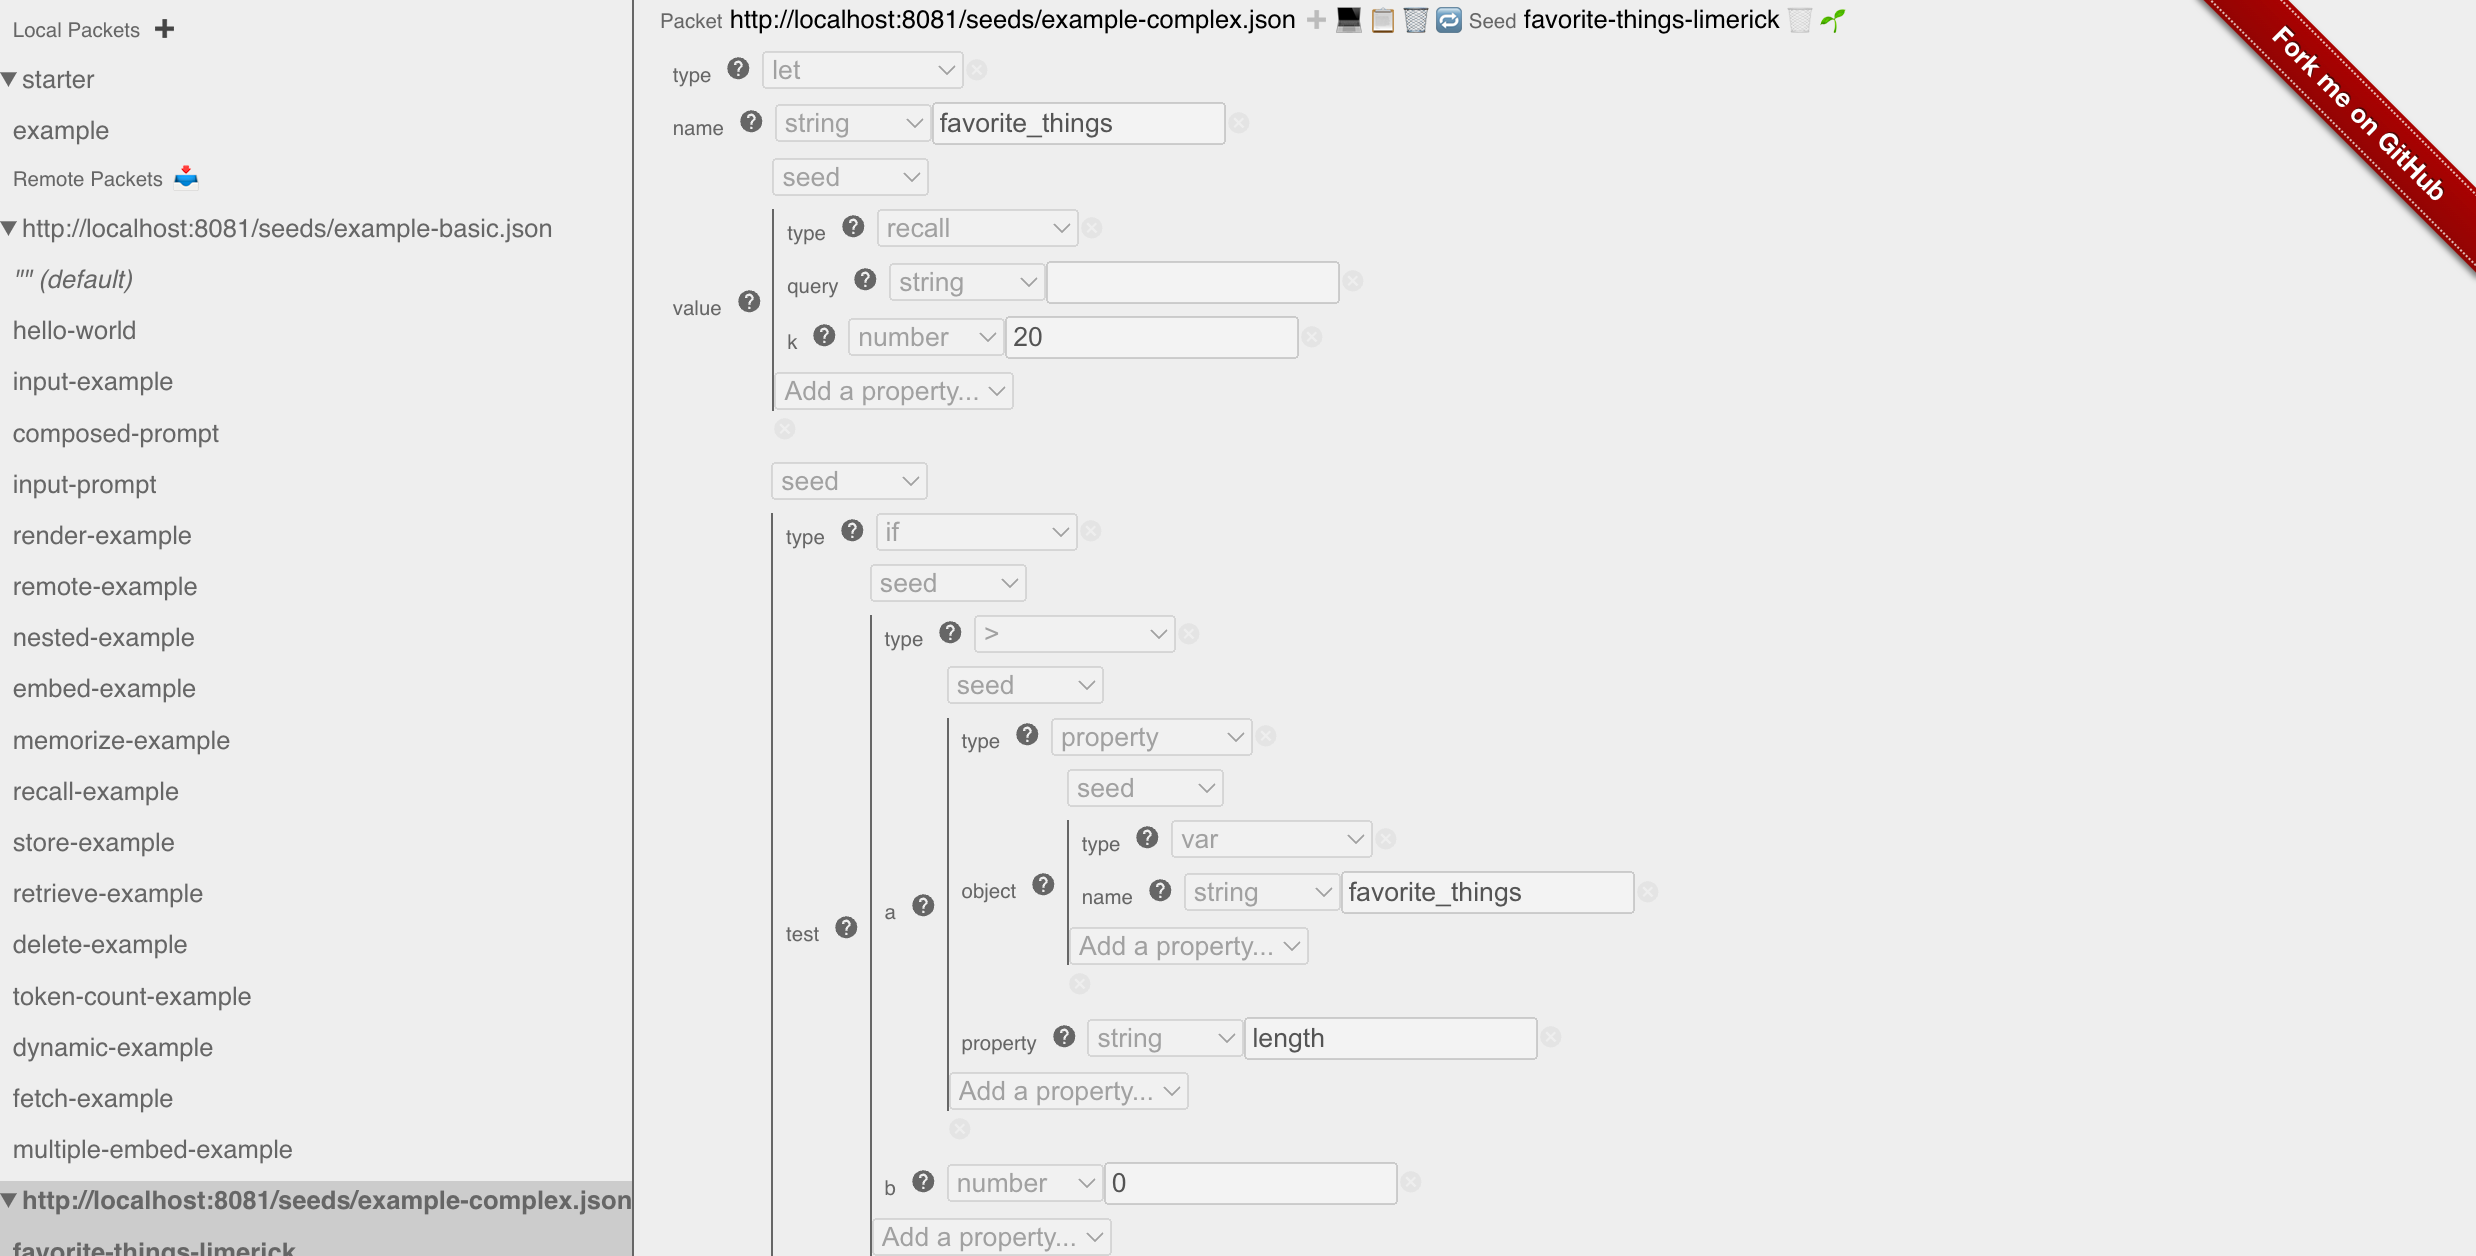 Local Packets
starter
example
Remote Packets
http://localhost:8081/seeds/example-basic.json
"" (default)
hello-world
input-example
composed-prompt
input-prompt
render-example
remote-example
nested-example
embed-example
memorize-example
recall-example
store-example
retrieve-example
delete-example
token-count-example
dynamic-example
fetch-example
multiple-embed-example
http://localhost:8081/seeds/example-complex.json
favorite-things-limerick
Packet http://localhost:8081/seeds/example-complex.json Seed favorite-things-limerick
type ? let
name ? string favorite_things
seed
type ? recall
query ? string
value ?
k ? number 20
Add a property...
seed
type ? if
seed
type ? >
seed
type ? property
seed
type ? var
object ?
name ? string favorite_things
a ?
test ?
Add a property...
property ? string length
Add a property...
b ? number 0
Add a property...
Fork me on GitHub